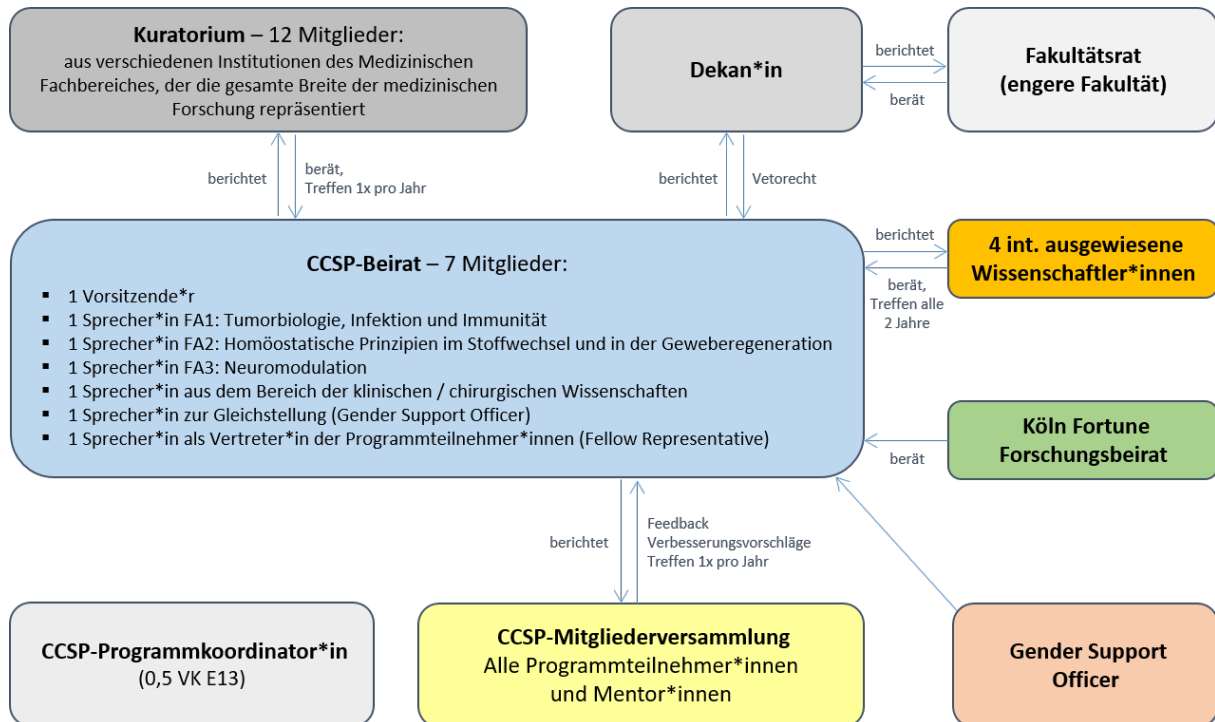 Kuratorium – 12 Mitglieder:
aus verschiedenen Institutionen des Medizinischen
Fachbereiches, der die gesamte Breite der medizinischen
Forschung repräsentiert
Dekan*in
berichtet
berät
Fakultätsrat
(engere Fakultät)
berichtet
berät,
Treffen 1x pro Jahr
berichtet
Vetorecht
CCSP-Beirat – 7 Mitglieder:
▪ 1 Vorsitzende*r
▪ 1 Sprecher*in FA1: Tumorbiologie, Infektion und Immunität
▪ 1 Sprecher*in FA2: Homöostatische Prinzipien im Stoffwechsel und in der Geweberegeneration
▪ 1 Sprecher*in FA3: Neuromodulation
▪ 1 Sprecher*in aus dem Bereich der klinischen / chirurgischen Wissenschaften
▪ 1 Sprecher*in zur Gleichstellung (Gender Support Officer)
▪ 1 Sprecher*in als Vertreter*in der Programmteilnehmer*innen (Fellow Representative)
berichtet
berät,
Treffen alle
2 Jahre
4 int. ausgewiesene
Wissenschaftler*innen
berät
Köln Fortune
Forschungsbeirat
berichtet
Feedback
Verbesserungsvorschläge
Treffen 1x pro Jahr
CCSP-Programmkoordinator*in
(0,5 VK E13)
CCSP-Mitgliederversammlung
Alle Programmteilnehmer*innen
und Mentor*innen
Gender Support
Officer